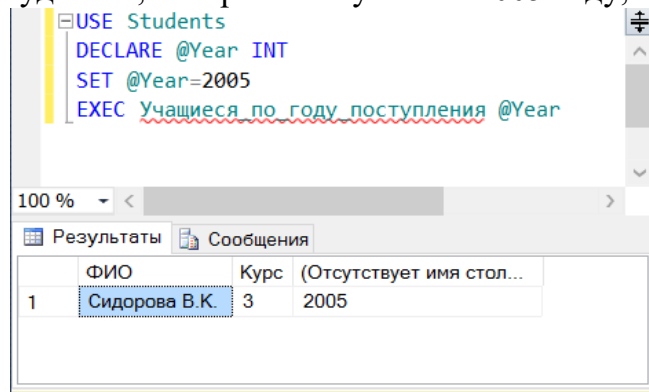 USE Students
DECLARE @Year INT
SET @Year=2005
EXEC Учащиеся_по_году_поступления @Year
100 %
Результаты Сообщения
ФИО Курс (Отсутствует имя стол...
1 Сидорова В.К. 3 2005